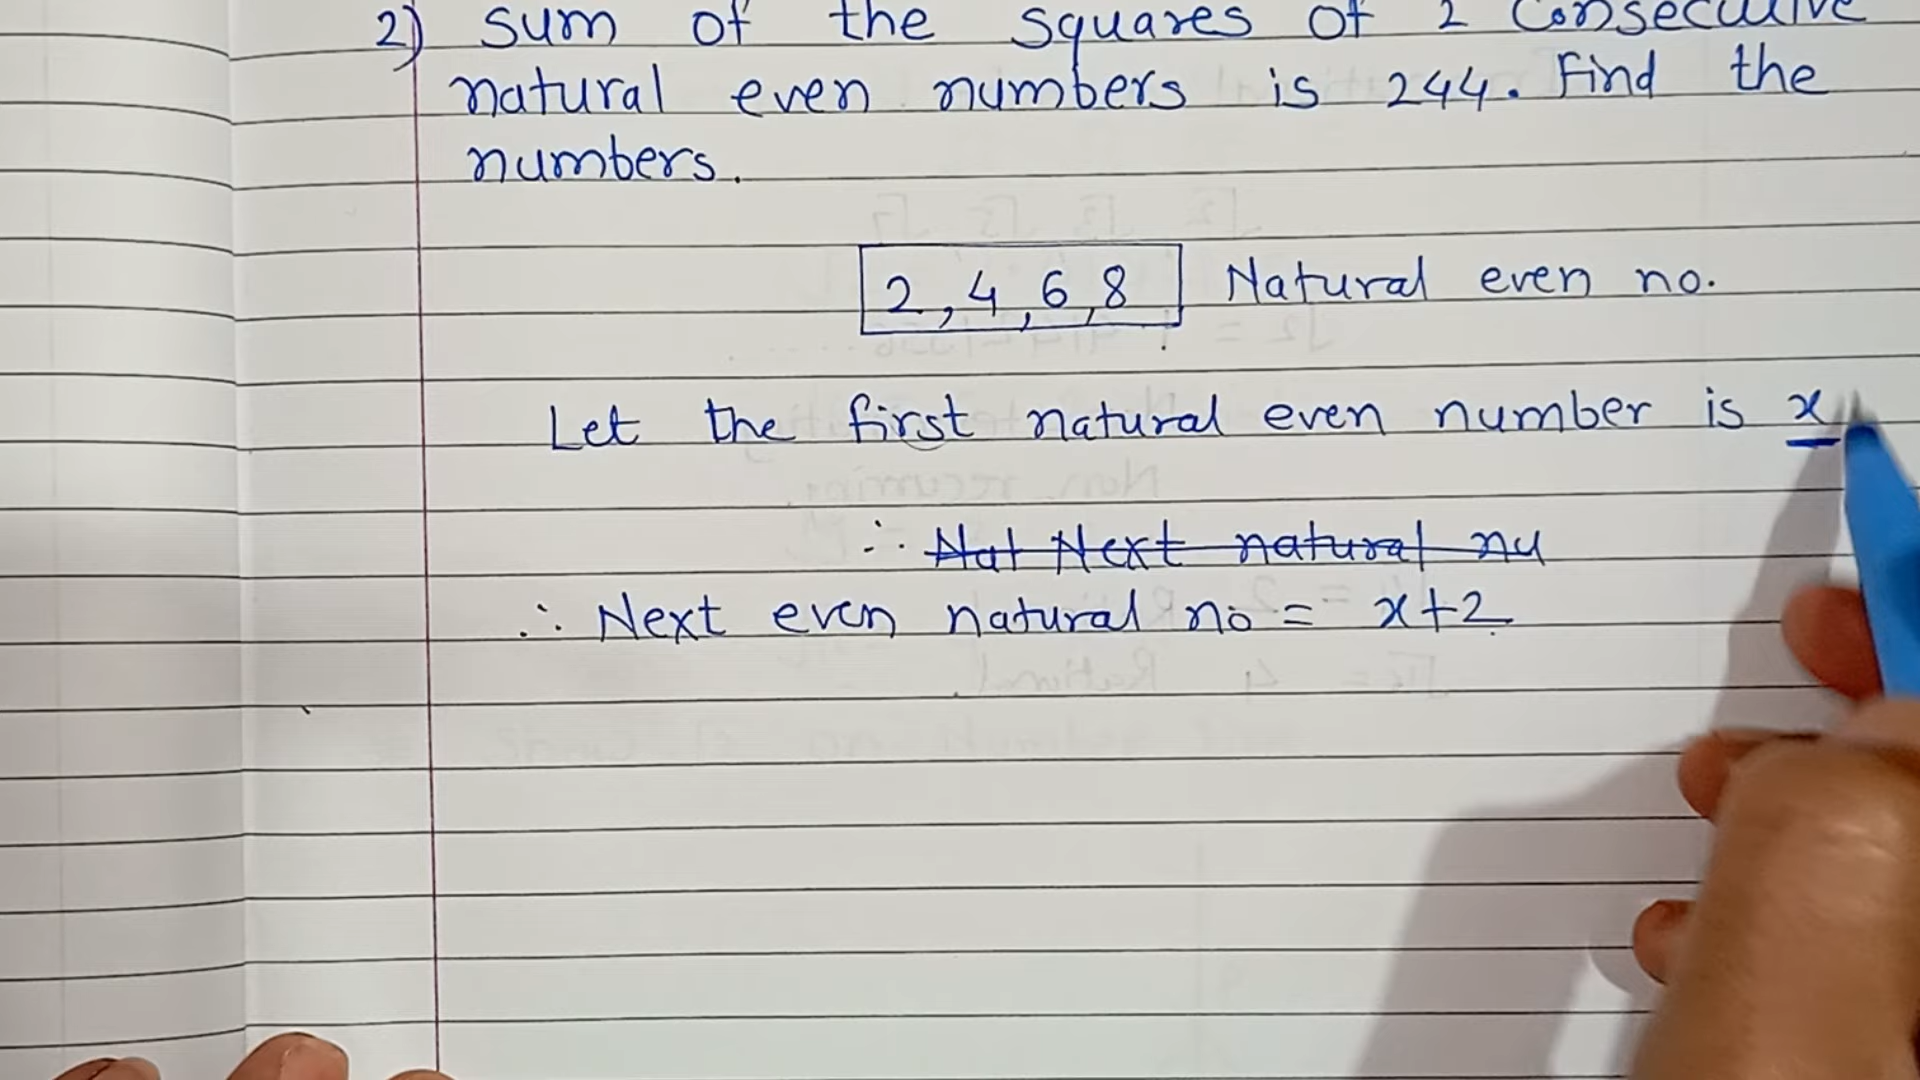 2) Sum of the squares of 2 Consecutive
natural even numbers is 244. Find the
numbers.
2, 4, 6, 8 Natural even no.
Let the first natural even number is x
∴ Nat Next natural nu
∴ Next even natural no = x+2